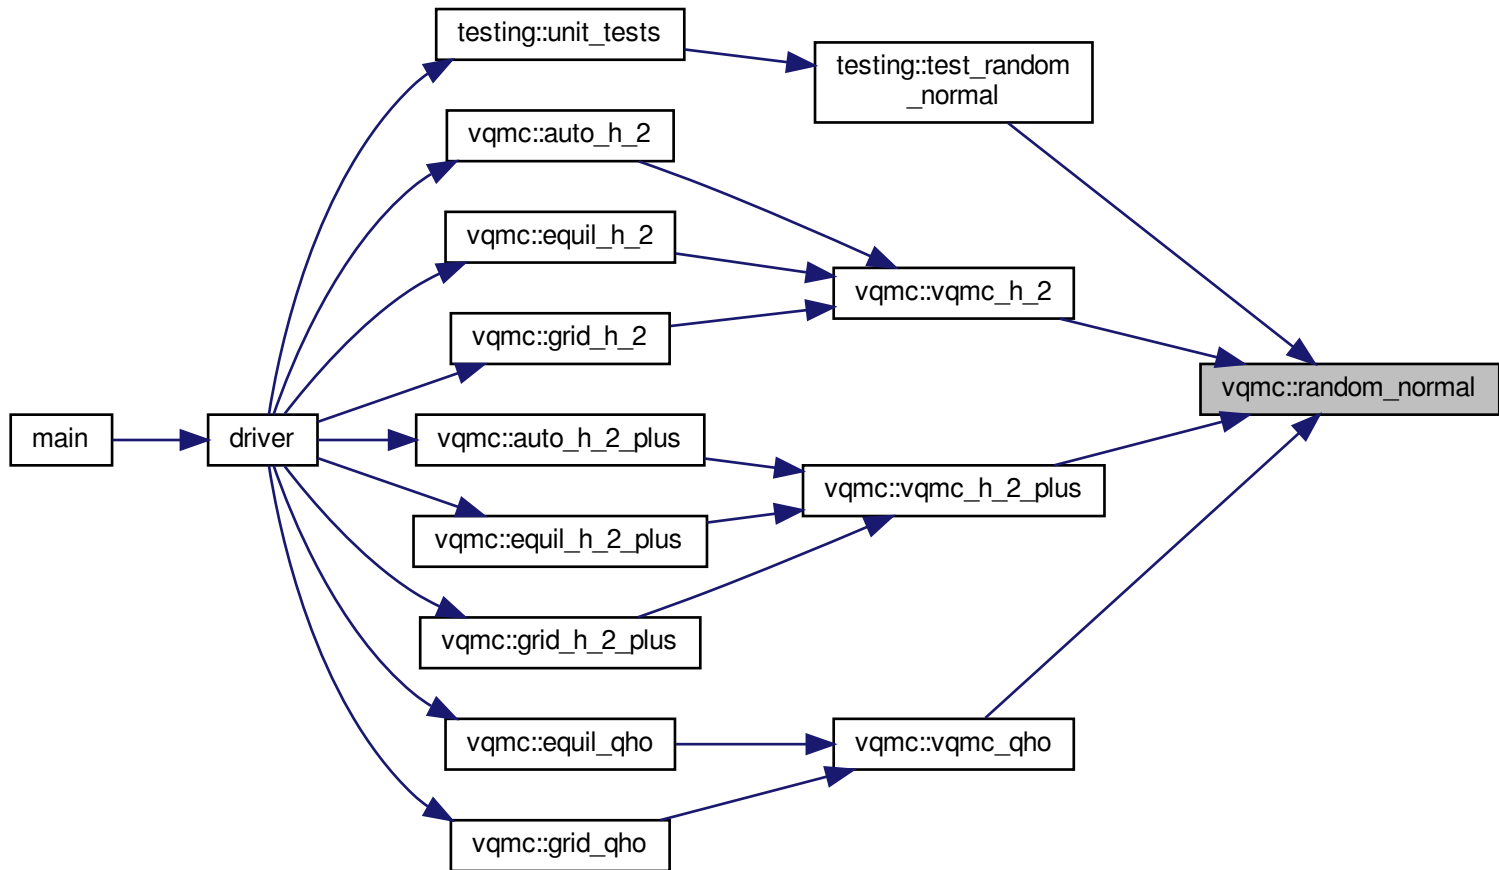 testing::unit_tests
testing::test_random
_normal
vqmc::auto_h_2
vqmc::equil_h_2
vqmc::vqmc_h_2
vqmc::grid_h_2
vqmc::random_normal
main
driver
vqmc::auto_h_2_plus
vqmc::vqmc_h_2_plus
vqmc::equil_h_2_plus
vqmc::grid_h_2_plus
vqmc::equil_qho
vqmc::vqmc_qho
vqmc::grid_qho